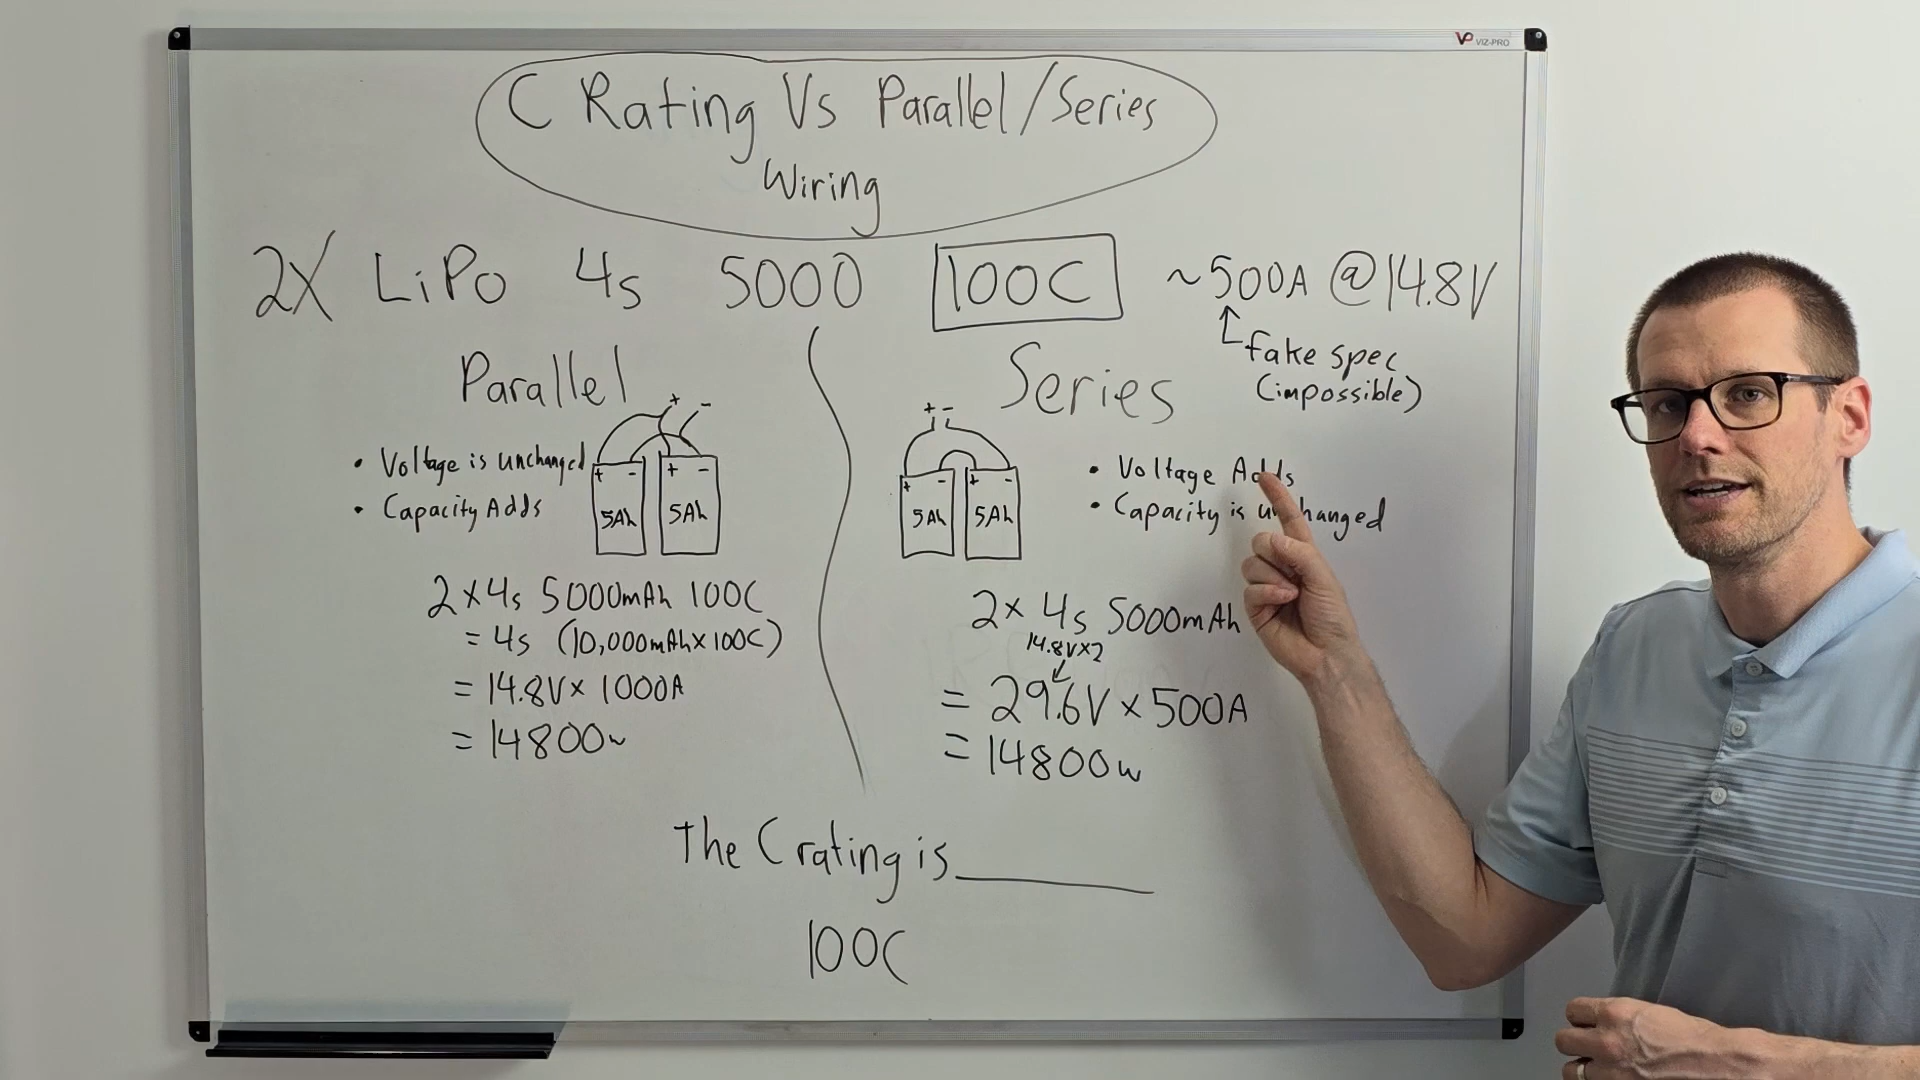 VP VIZ-PRO
C Rating Vs Parallel/Series
Wiring
2X LiPo 4s 5000 100C ~500A @14.8V
fake spec
(impossible)
Parallel
+ -
• Voltage is unchanged
• Capacity Adds
+ - + -
5Ah 5Ah
2x4s 5000mAh 100C
= 4s (10,000mAh x 100C)
= 14.8V x 1000A
= 14800w
Series
+ -
• Voltage Adds
• Capacity is unchanged
+ - + -
5Ah 5Ah
2x 4s 5000mAh
14.8V x2
= 29.6V x 500A
= 14800w
The C rating is ______
100C